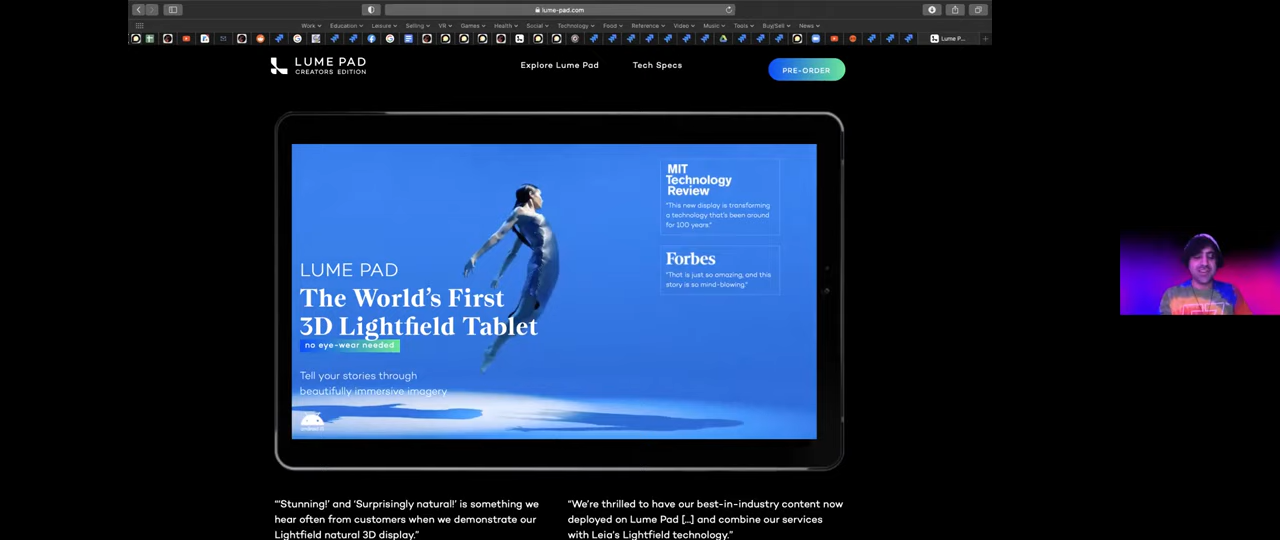 lume-pad.com
Work Education Leisure Selling VR Games Health Social Technology Food Reference Video Music Tools Buy/Sell News
Lume P...
LUME PAD
CREATORS EDITION
Explore Lume Pad
Tech Specs
PRE-ORDER
MIT
Technology
Review
"This new display is transforming
a technology that's been around
for 100 years."
Forbes
"That is just so amazing, and this
story is so mind-blowing."
LUME PAD
The World's First
3D Lightfield Tablet
no eye-wear needed
Tell your stories through
beautifully immersive imagery
"'Stunning!' and 'Surprisingly natural!' is something we
hear often from customers when we demonstrate our
Lightfield natural 3D display."
"We're thrilled to have our best-in-industry content now
deployed on Lume Pad [...] and combine our services
with Leia's Lightfield technology."